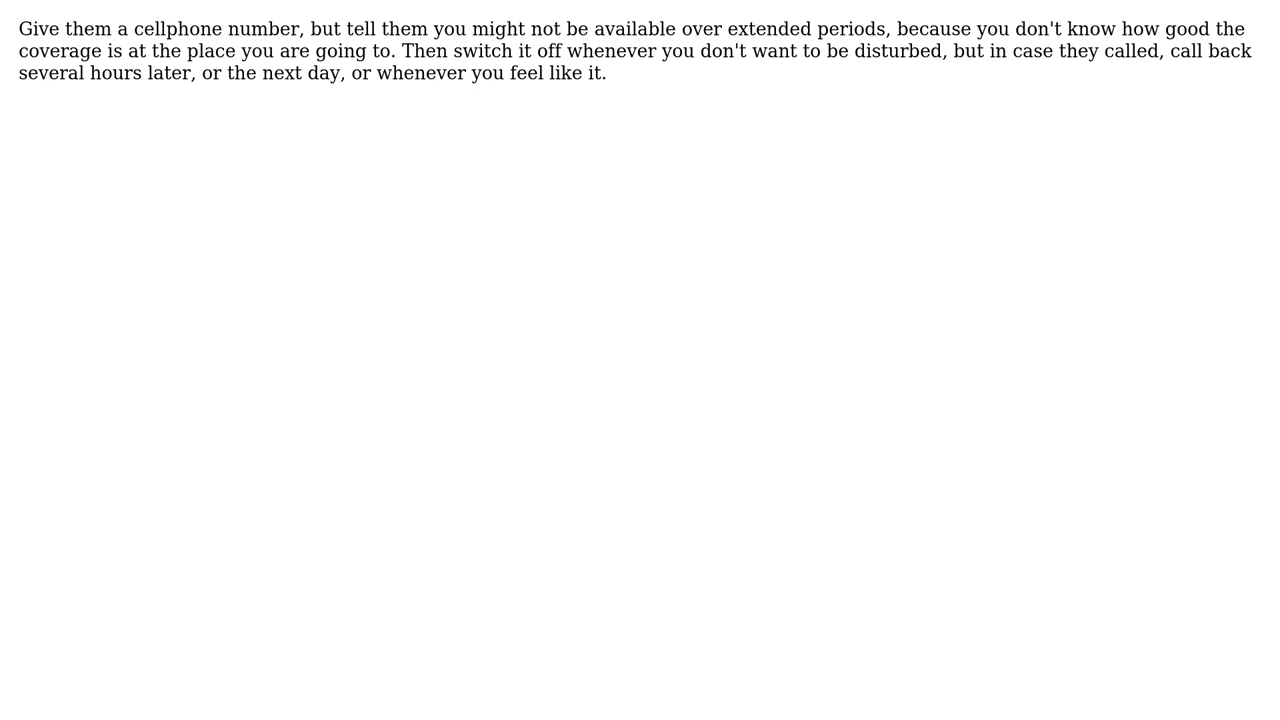 Give them a cellphone number, but tell them you might not be available over extended periods, because you don't know how good the
coverage is at the place you are going to. Then switch it off whenever you don't want to be disturbed, but in case they called, call back
several hours later, or the next day, or whenever you feel like it.